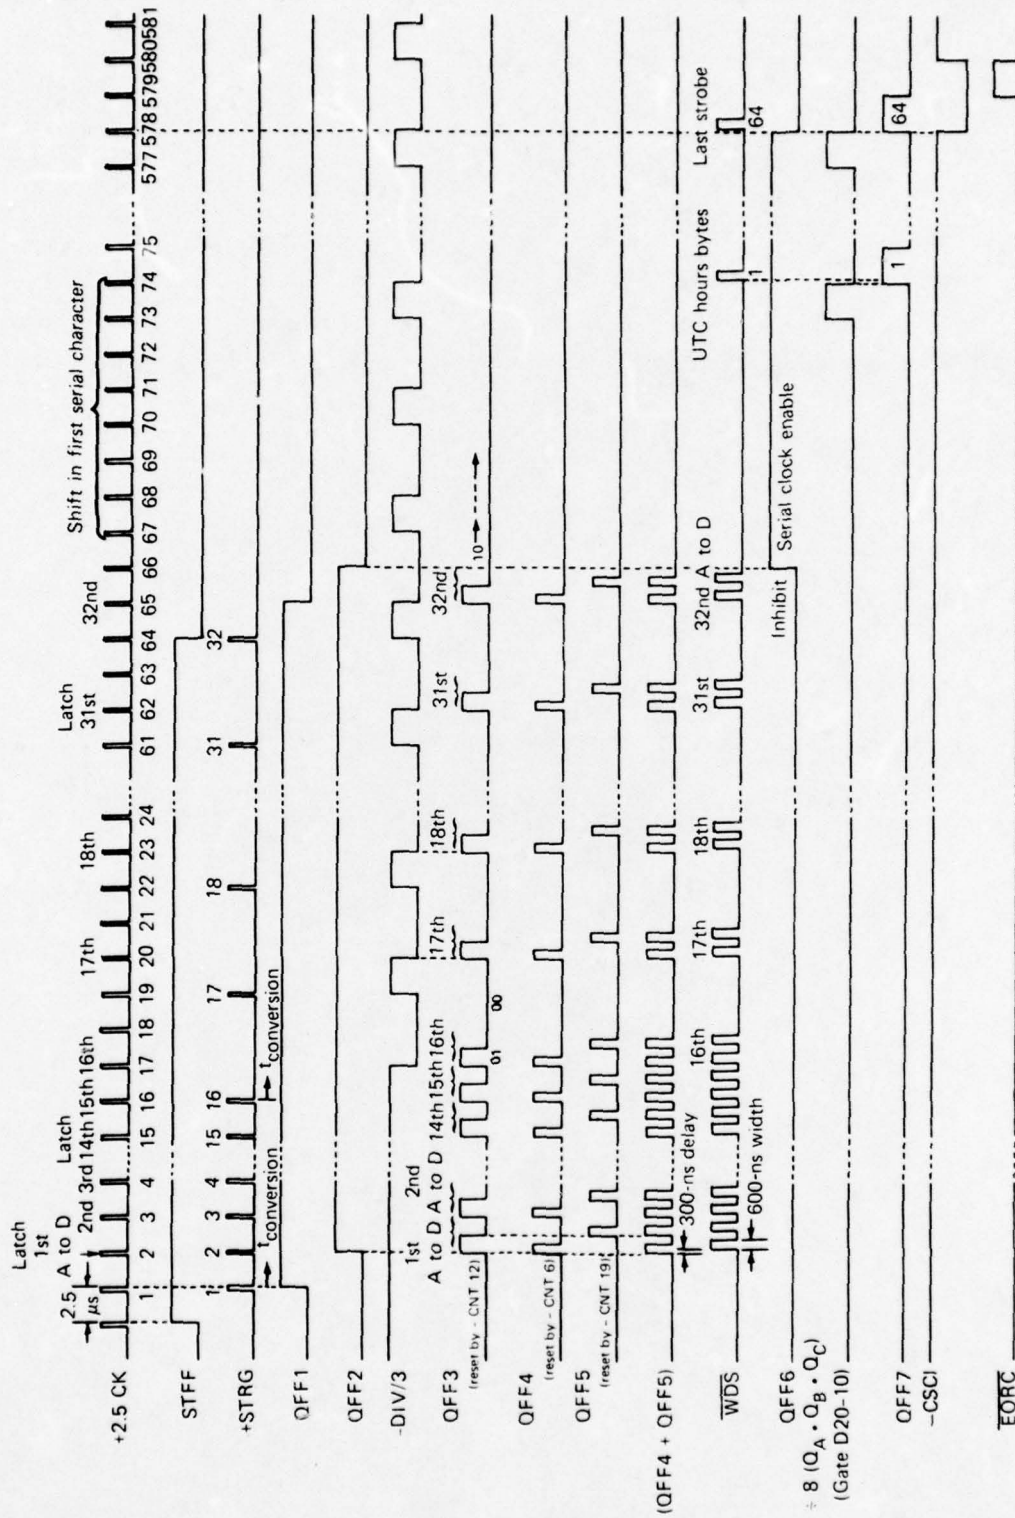 Shift in first serial character
Latch
1st
A to D 2nd 3rd
Latch
14th 15th 16th 17th 18th
Latch
31st 32nd
2.5
µs
+2.5 CK
1 2 3 4 15 16 17 18 19 20 21 22 23 24 61 62 63 64 65 66 67 68 69 70 71 72 73 74 75 577 578 579 580 581
STFF
+STRG
1 2 3 4 15 16 17 18 31 32
tconversion
tconversion
QFF1
QFF2
-DIV/3
1st 2nd
A to D A to D 14th 15th 16th 17th 18th 31st 32nd
QFF3
(reset by - CNT 12)
01 00 10
QFF4
(reset by - CNT 6)
QFF5
(reset by - CNT 19)
(QFF4 + QFF5)
300-ns delay
16th 17th 18th 31st 32nd A to D
UTC hours bytes
Last strobe
WDS
600-ns width
1 64
QFF6
Inhibit
Serial clock enable
÷ 8 (QA • QB • QC)
(Gate D20-10)
QFF7
1 64
-CSCI
EORC